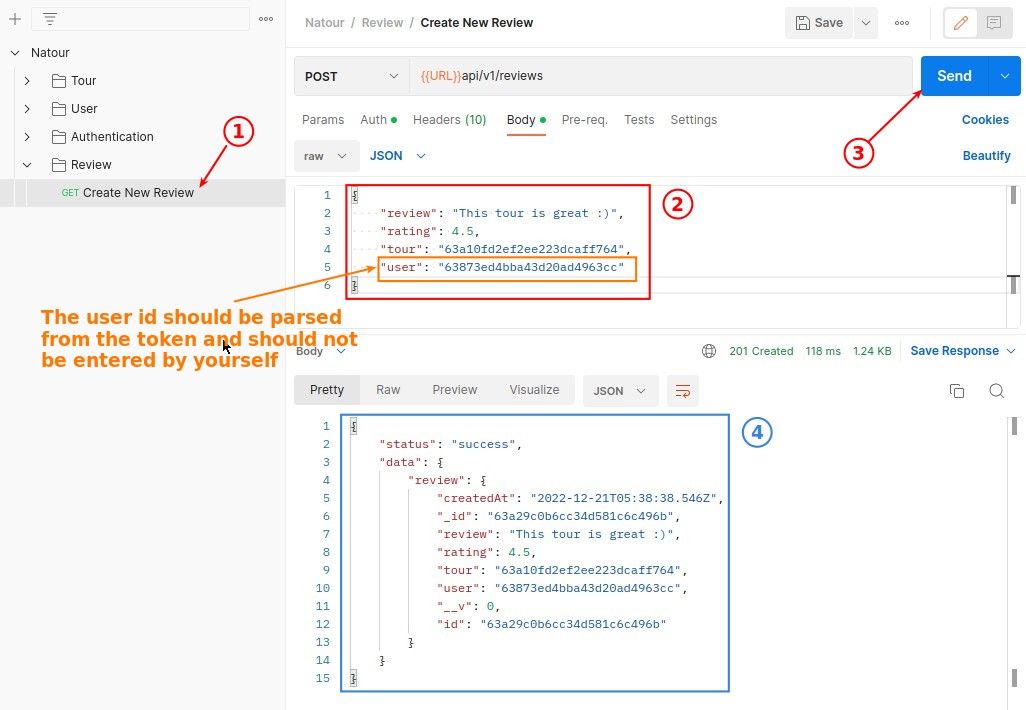 Natour
Tour
User
Authentication
Review
GET Create New Review
1
Natour / Review / Create New Review
Save
POST
{{URL}}api/v1/reviews
Send
Params Auth Headers (10) Body Pre-req. Tests Settings
Cookies
raw
JSON
Beautify
3
2
1 {
2 "review": "This tour is great :)",
3 "rating": 4.5,
4 "tour": "63a10fd2ef2ee223dcaff764",
5 "user": "63873ed4bba43d20ad4963cc"
6 }
The user id should be parsed
from the token and should not
be entered by yourself
Body
201 Created 118 ms 1.24 KB Save Response
Pretty Raw Preview Visualize JSON
4
1 {
2 "status": "success",
3 "data": {
4 "review": {
5 "createdAt": "2022-12-21T05:38:38.546Z",
6 "_id": "63a29c0b6cc34d581c6c496b",
7 "review": "This tour is great :)",
8 "rating": 4.5,
9 "tour": "63a10fd2ef2ee223dcaff764",
10 "user": "63873ed4bba43d20ad4963cc",
11 "__v": 0,
12 "id": "63a29c0b6cc34d581c6c496b"
13 }
14 }
15 }